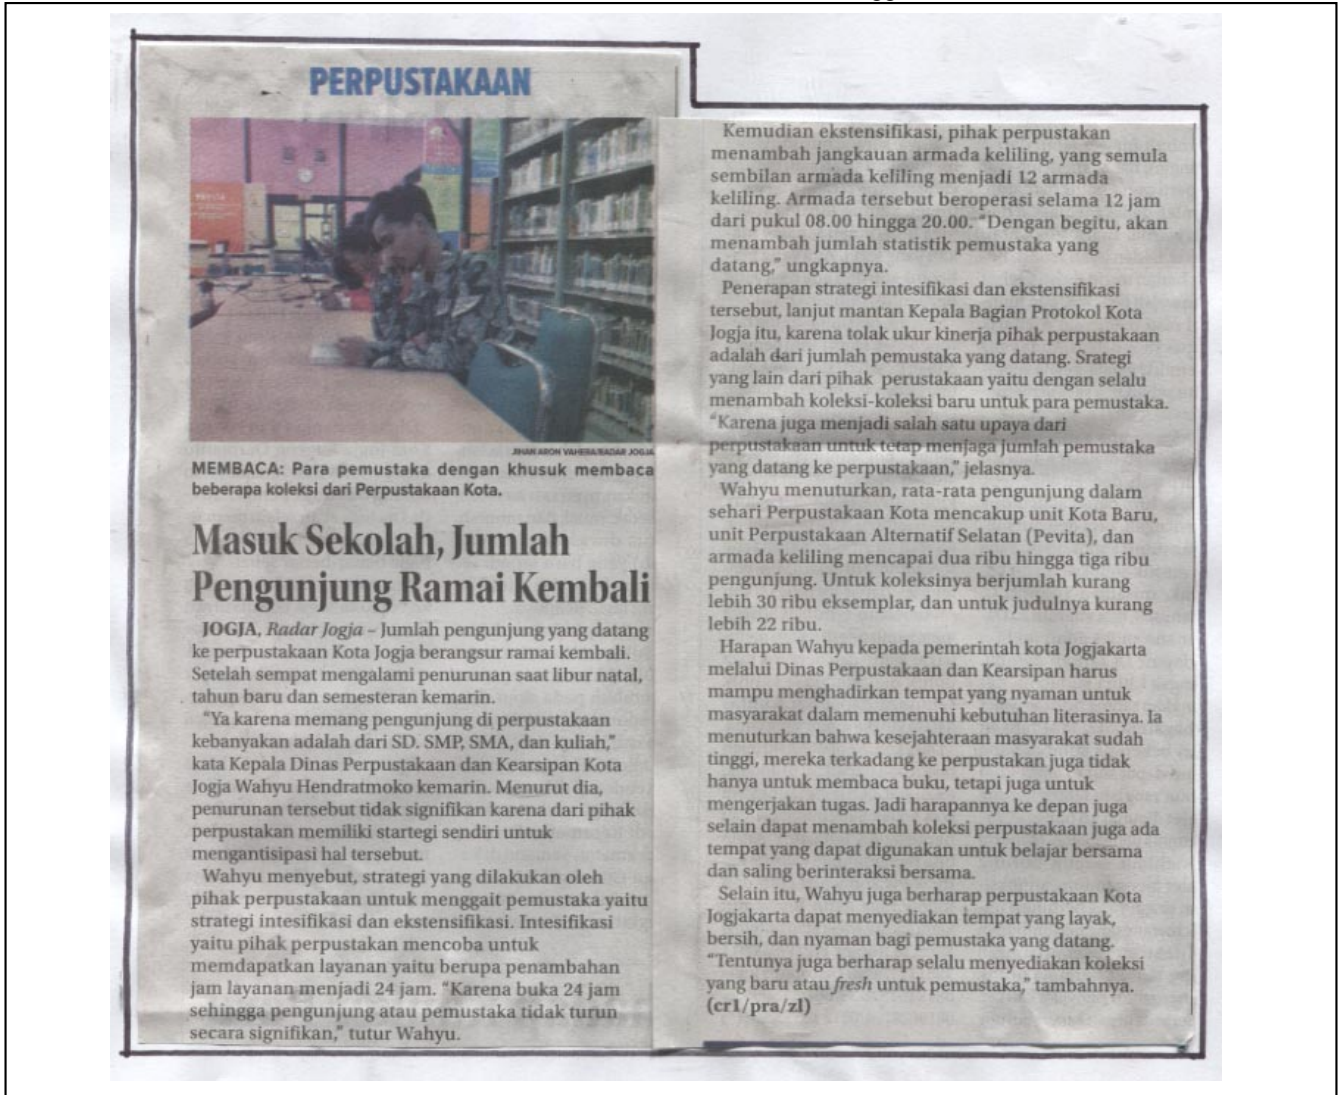 PERPUSTAKAAN
JIHAN ARON VAHERA/RADAR JOGJA
MEMBACA: Para pemustaka dengan khusuk membaca
beberapa koleksi dari Perpustakaan Kota.
Masuk Sekolah, Jumlah
Pengunjung Ramai Kembali
JOGJA, Radar Jogja – Jumlah pengunjung yang datang
ke perpustakaan Kota Jogja berangsur ramai kembali.
Setelah sempat mengalami penurunan saat libur natal,
tahun baru dan semesteran kemarin.
“Ya karena memang pengunjung di perpustakaan
kebanyakan adalah dari SD. SMP, SMA, dan kuliah,”
kata Kepala Dinas Perpustakaan dan Kearsipan Kota
Jogja Wahyu Hendratmoko kemarin. Menurut dia,
penurunan tersebut tidak signifikan karena dari pihak
perpustakan memiliki startegi sendiri untuk
mengantisipasi hal tersebut.
Wahyu menyebut, strategi yang dilakukan oleh
pihak perpustakaan untuk menggait pemustaka yaitu
strategi intesifikasi dan ekstensifikasi. Intesifikasi
yaitu pihak perpustakan mencoba untuk
memdapatkan layanan yaitu berupa penambahan
jam layanan menjadi 24 jam. “Karena buka 24 jam
sehingga pengunjung atau pemustaka tidak turun
secara signifikan,” tutur Wahyu.
Kemudian ekstensifikasi, pihak perpustakan
menambah jangkauan armada keliling, yang semula
sembilan armada keliling menjadi 12 armada
keliling. Armada tersebut beroperasi selama 12 jam
dari pukul 08.00 hingga 20.00. “Dengan begitu, akan
menambah jumlah statistik pemustaka yang
datang,” ungkapnya.
Penerapan strategi intesifikasi dan ekstensifikasi
tersebut, lanjut mantan Kepala Bagian Protokol Kota
Jogja itu, karena tolak ukur kinerja pihak perpustakaan
adalah dari jumlah pemustaka yang datang. Srategi
yang lain dari pihak perustakaan yaitu dengan selalu
menambah koleksi-koleksi baru untuk para pemustaka.
“Karena juga menjadi salah satu upaya dari
perpustakaan untuk tetap menjaga jumlah pemustaka
yang datang ke perpustakaan,” jelasnya.
Wahyu menuturkan, rata-rata pengunjung dalam
sehari Perpustakaan Kota mencakup unit Kota Baru,
unit Perpustakaan Alternatif Selatan (Pevita), dan
armada keliling mencapai dua ribu hingga tiga ribu
pengunjung. Untuk koleksinya berjumlah kurang
lebih 30 ribu eksemplar, dan untuk judulnya kurang
lebih 22 ribu.
Harapan Wahyu kepada pemerintah kota Jogjakarta
melalui Dinas Perpustakaan dan Kearsipan harus
mampu menghadirkan tempat yang nyaman untuk
masyarakat dalam memenuhi kebutuhan literasinya. Ia
menuturkan bahwa kesejahteraan masyarakat sudah
tinggi, mereka terkadang ke perpustakan juga tidak
hanya untuk membaca buku, tetapi juga untuk
mengerjakan tugas. Jadi harapannya ke depan juga
selain dapat menambah koleksi perpustakaan juga ada
tempat yang dapat digunakan untuk belajar bersama
dan saling berinteraksi bersama.
Selain itu, Wahyu juga berharap perpustakaan Kota
Jogjakarta dapat menyediakan tempat yang layak,
bersih, dan nyaman bagi pemustaka yang datang.
“Tentunya juga berharap selalu menyediakan koleksi
yang baru atau fresh untuk pemustaka,” tambahnya.
(cr1/pra/zl)